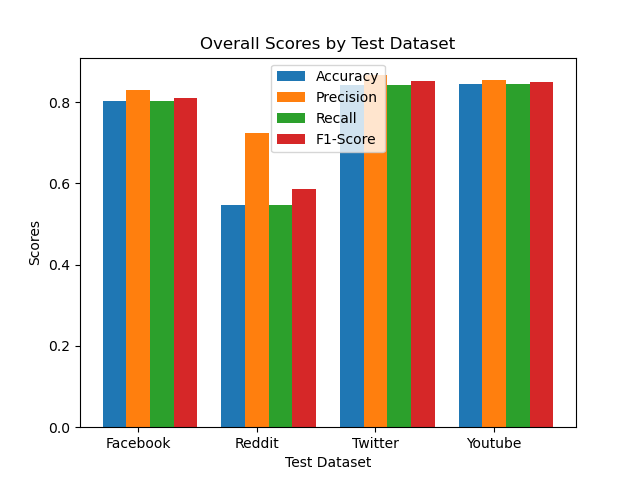 Overall Scores by Test Dataset
Accuracy
Precision
Recall
F1-Score
Scores
0.8
0.6
0.4
0.2
0.0
Facebook Reddit Twitter Youtube
Test Dataset